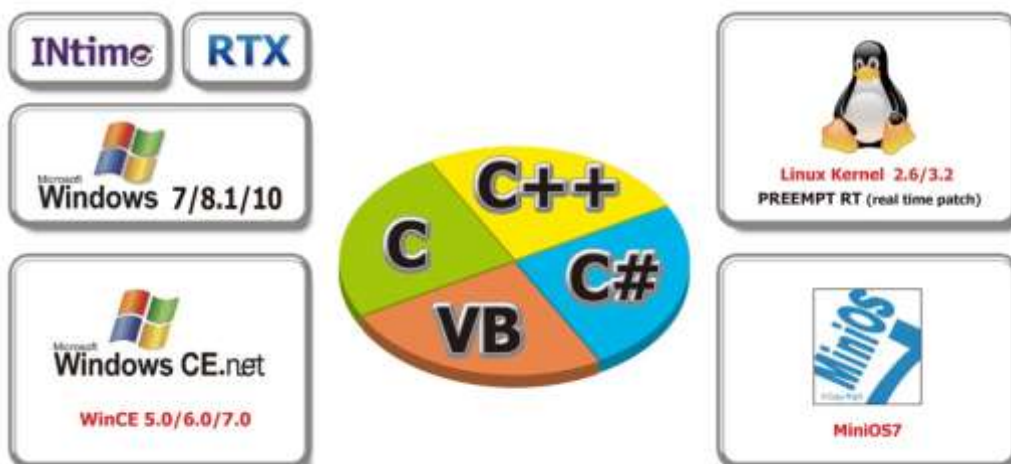 INtime
RTX
Microsoft
Windows 7/8.1/10
Microsoft
Windows CE.net
WinCE 5.0/6.0/7.0
C++
C
C#
VB
Linux Kernel 2.6/3.2
PREEMPT RT (real time patch)
MiniOS
7
MiniOS7